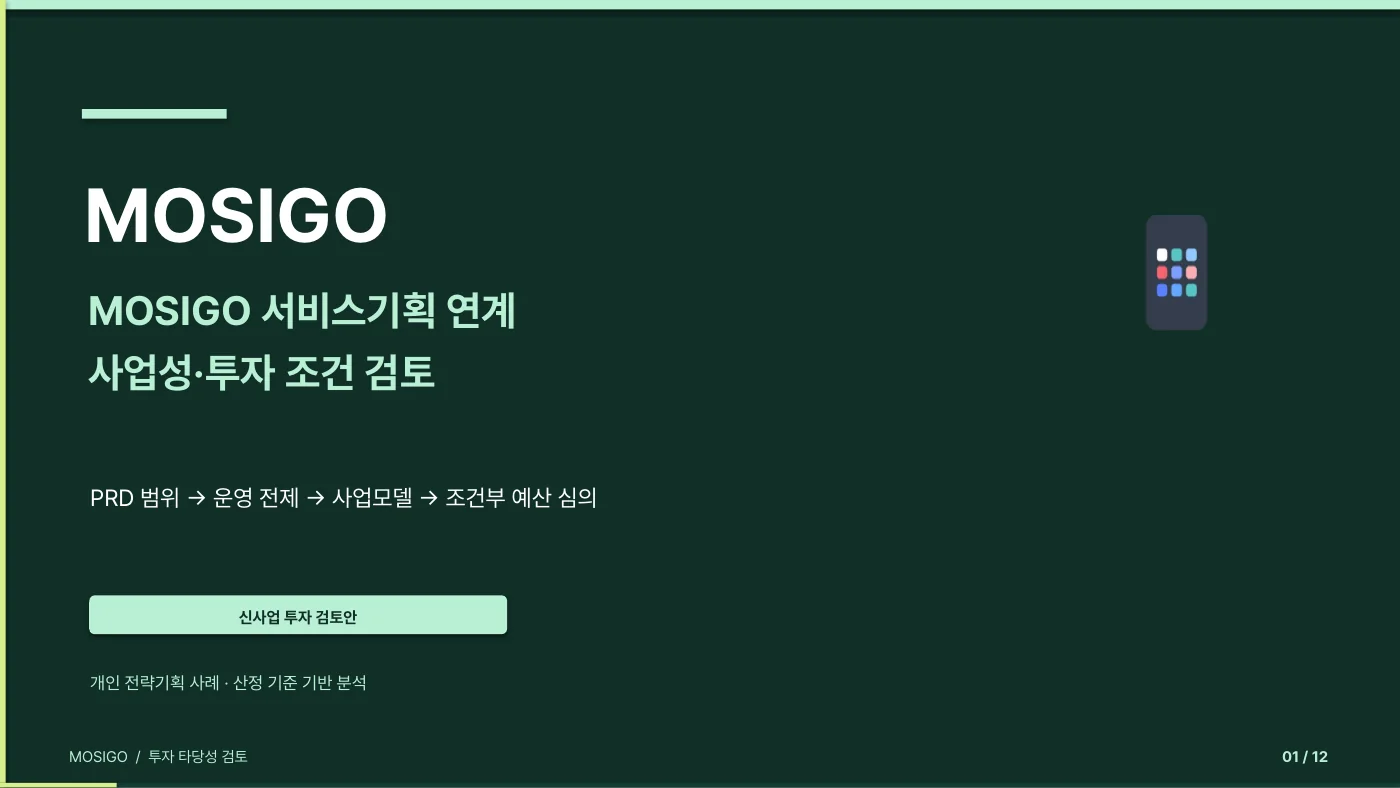 MOSIGO
MOSIGO 서비스기획 연계
사업성·투자 조건 검토
PRD 범위 → 운영 전제 → 사업모델 → 조건부 예산 심의
신사업 투자 검토안
개인 전략기획 사례 · 산정 기준 기반 분석
MOSIGO / 투자 타당성 검토
01 / 12